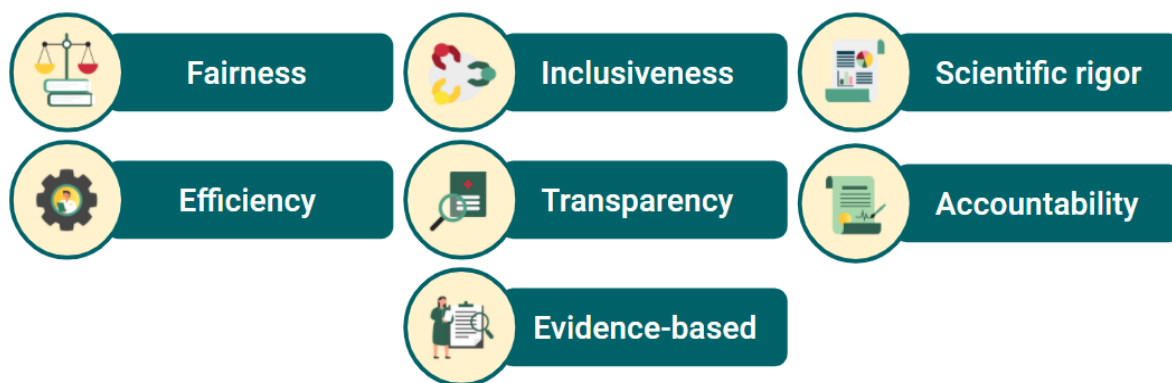 Fairness
Inclusiveness
Scientific rigor
Efficiency
Transparency
Accountability
Evidence-based